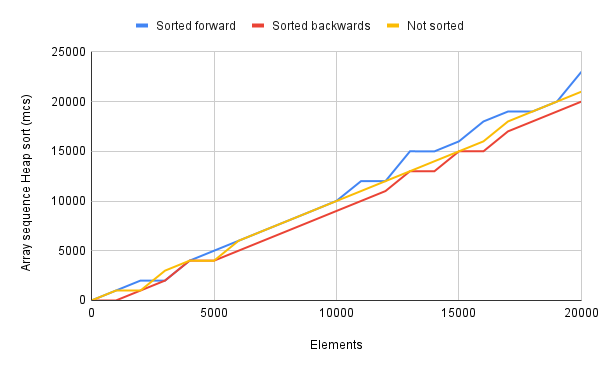 Sorted forward Sorted backwards Not sorted
25000
20000
15000
10000
5000
0
Array sequence Heap sort (mcs)
0 5000 10000 15000 20000
Elements